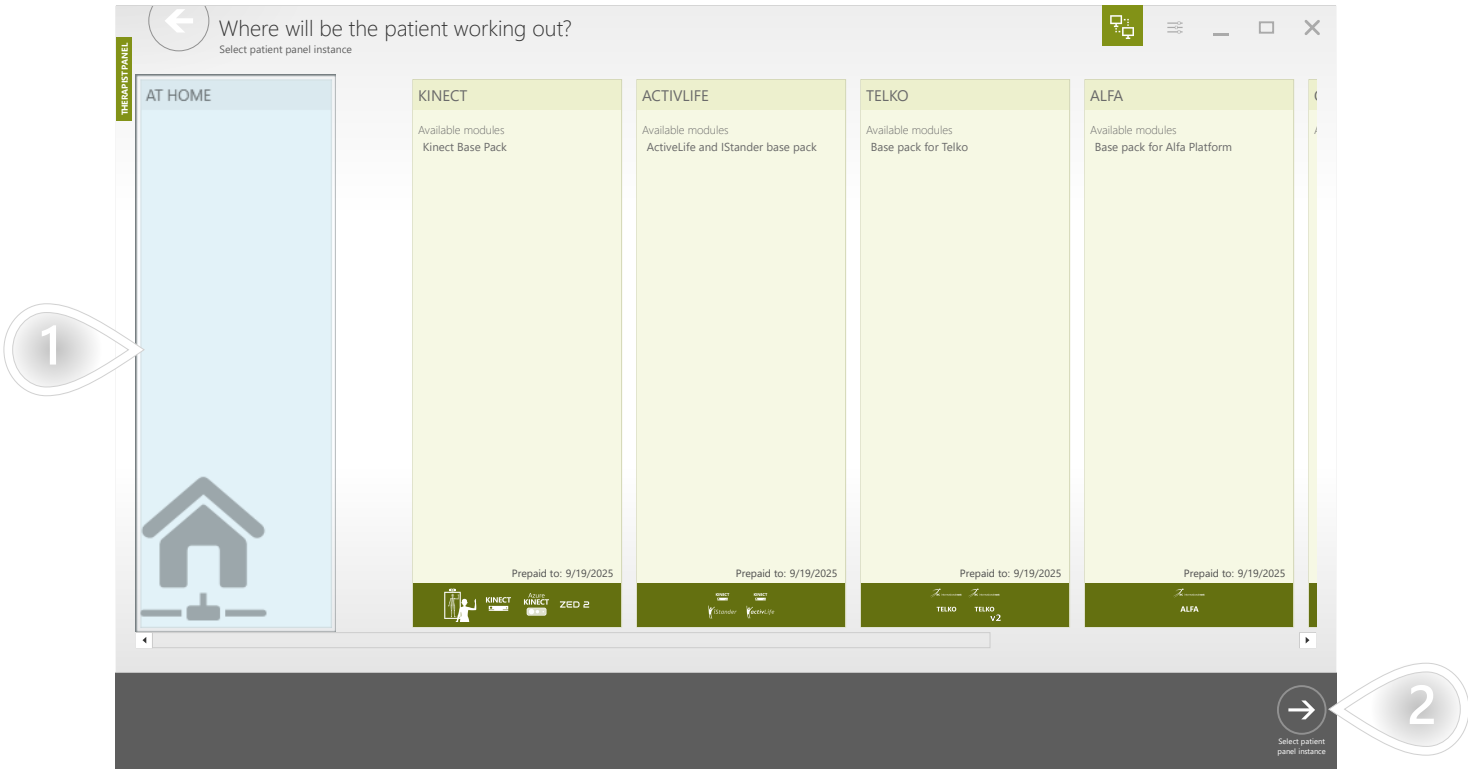 Where will be the patient working out?
Select patient panel instance
THERAPIST PANEL
AT HOME
KINECT
Available modules
Kinect Base Pack
Prepaid to: 9/19/2025
KINECT
Azure
KINECT
ZED 2
ACTIVLIFE
Available modules
ActiveLife and IStander base pack
Prepaid to: 9/19/2025
KINECT
KINECT
IStander
activLife
TELKO
Available modules
Base pack for Telko
Prepaid to: 9/19/2025
TELKO
TELKO
v2
ALFA
Available modules
Base pack for Alfa Platform
Prepaid to: 9/19/2025
ALFA
1
2
Select patient
panel instance